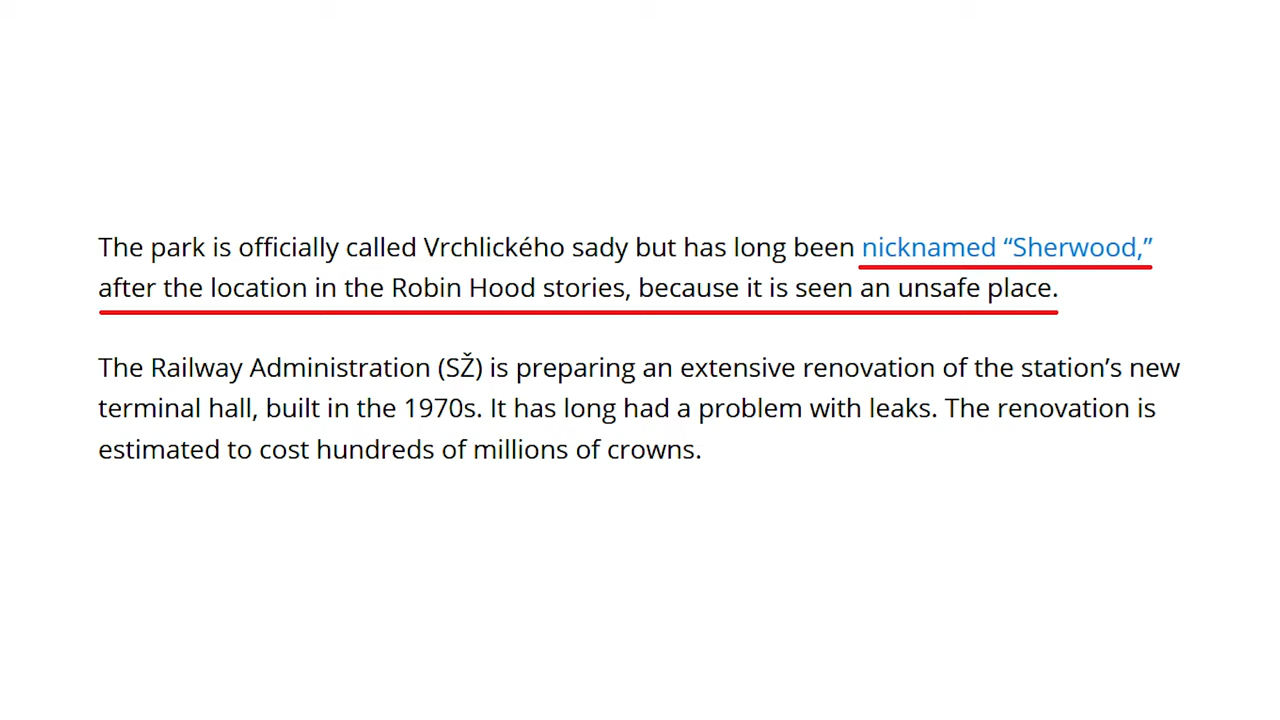 The park is officially called Vrchlického sady but has long been nicknamed “Sherwood,”
after the location in the Robin Hood stories, because it is seen an unsafe place.
The Railway Administration (SŽ) is preparing an extensive renovation of the station’s new
terminal hall, built in the 1970s. It has long had a problem with leaks. The renovation is
estimated to cost hundreds of millions of crowns.